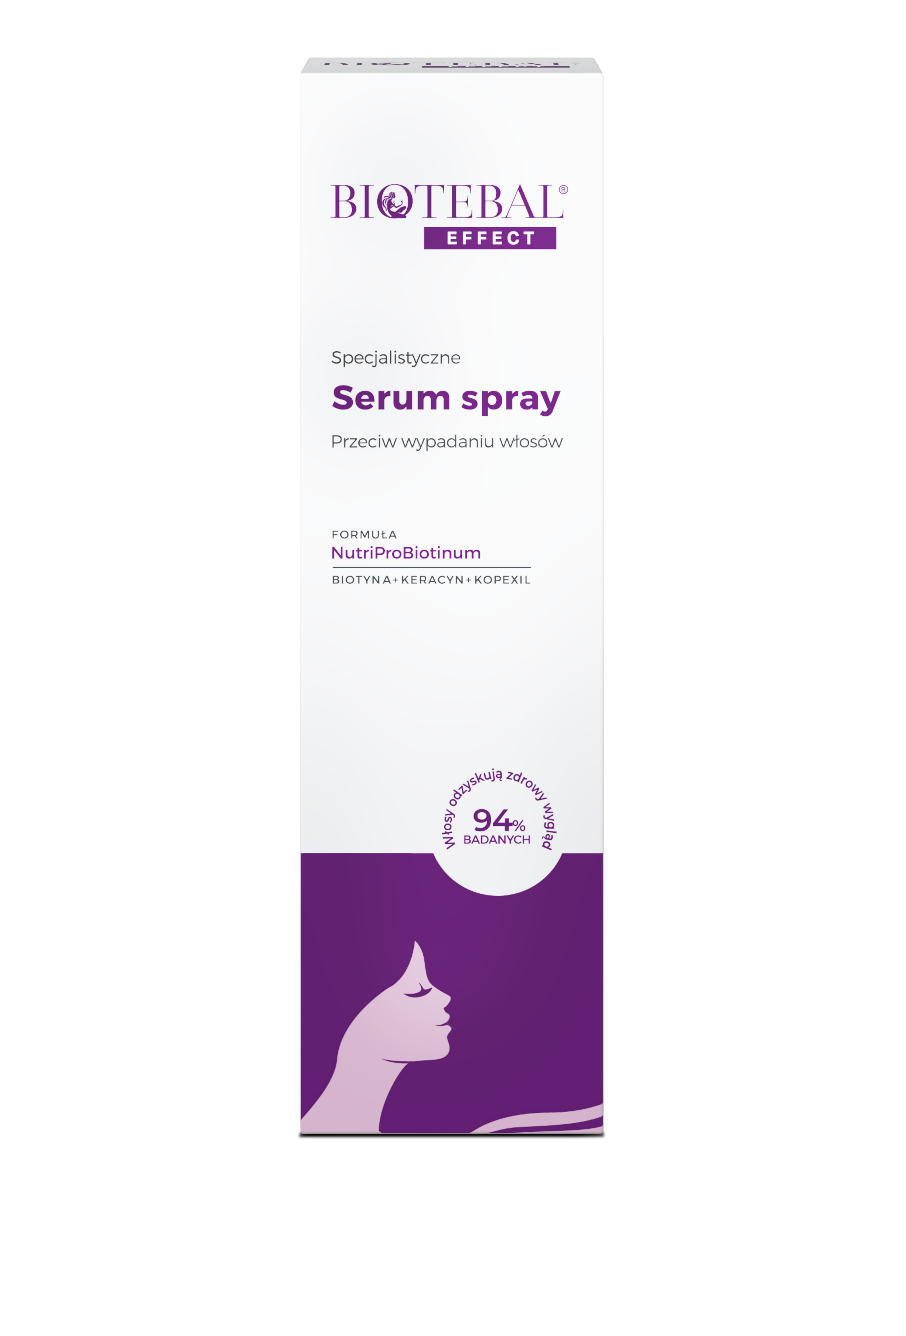 BIOTEBAL®
EFFECT
Specjalistyczne
Serum spray
Przeciw wypadaniu włosów
FORMUŁA
NutriProBiotinum
BIOTYNA+KERACYN+KOPEXIL
Włosy odzyskują zdrowy wygląd
94%
BADANYCH